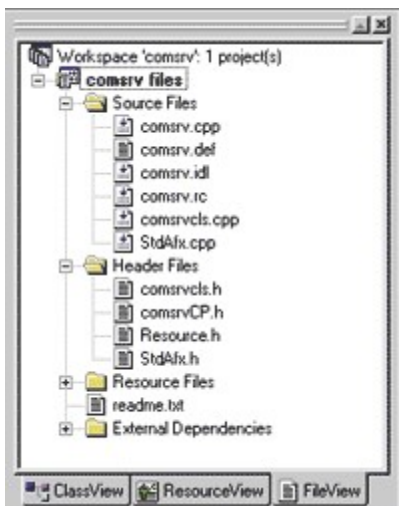 Workspace 'comsrv': 1 project(s)
comsrv files
Source Files
comsrv.cpp
comsrv.def
comsrv.idl
comsrv.rc
comsrvcls.cpp
StdAfx.cpp
Header Files
comsrvcls.h
comsrvCP.h
Resource.h
StdAfx.h
Resource Files
readme.txt
External Dependencies
ClassView ResourceView FileView